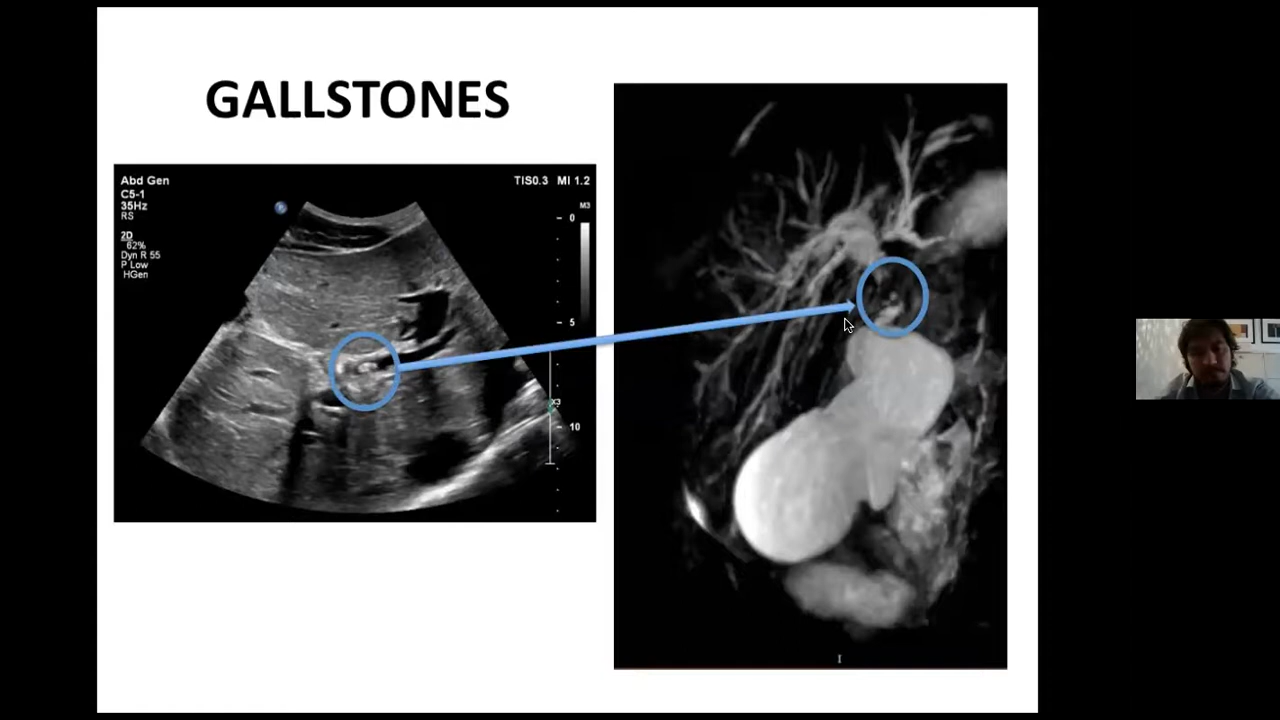 GALLSTONES
Abd Gen
C5-1
35Hz
RS
2D
62%
Dyn R 55
P Low
HGen
TIS0.3 MI 1.2
M3
0
5
10
I